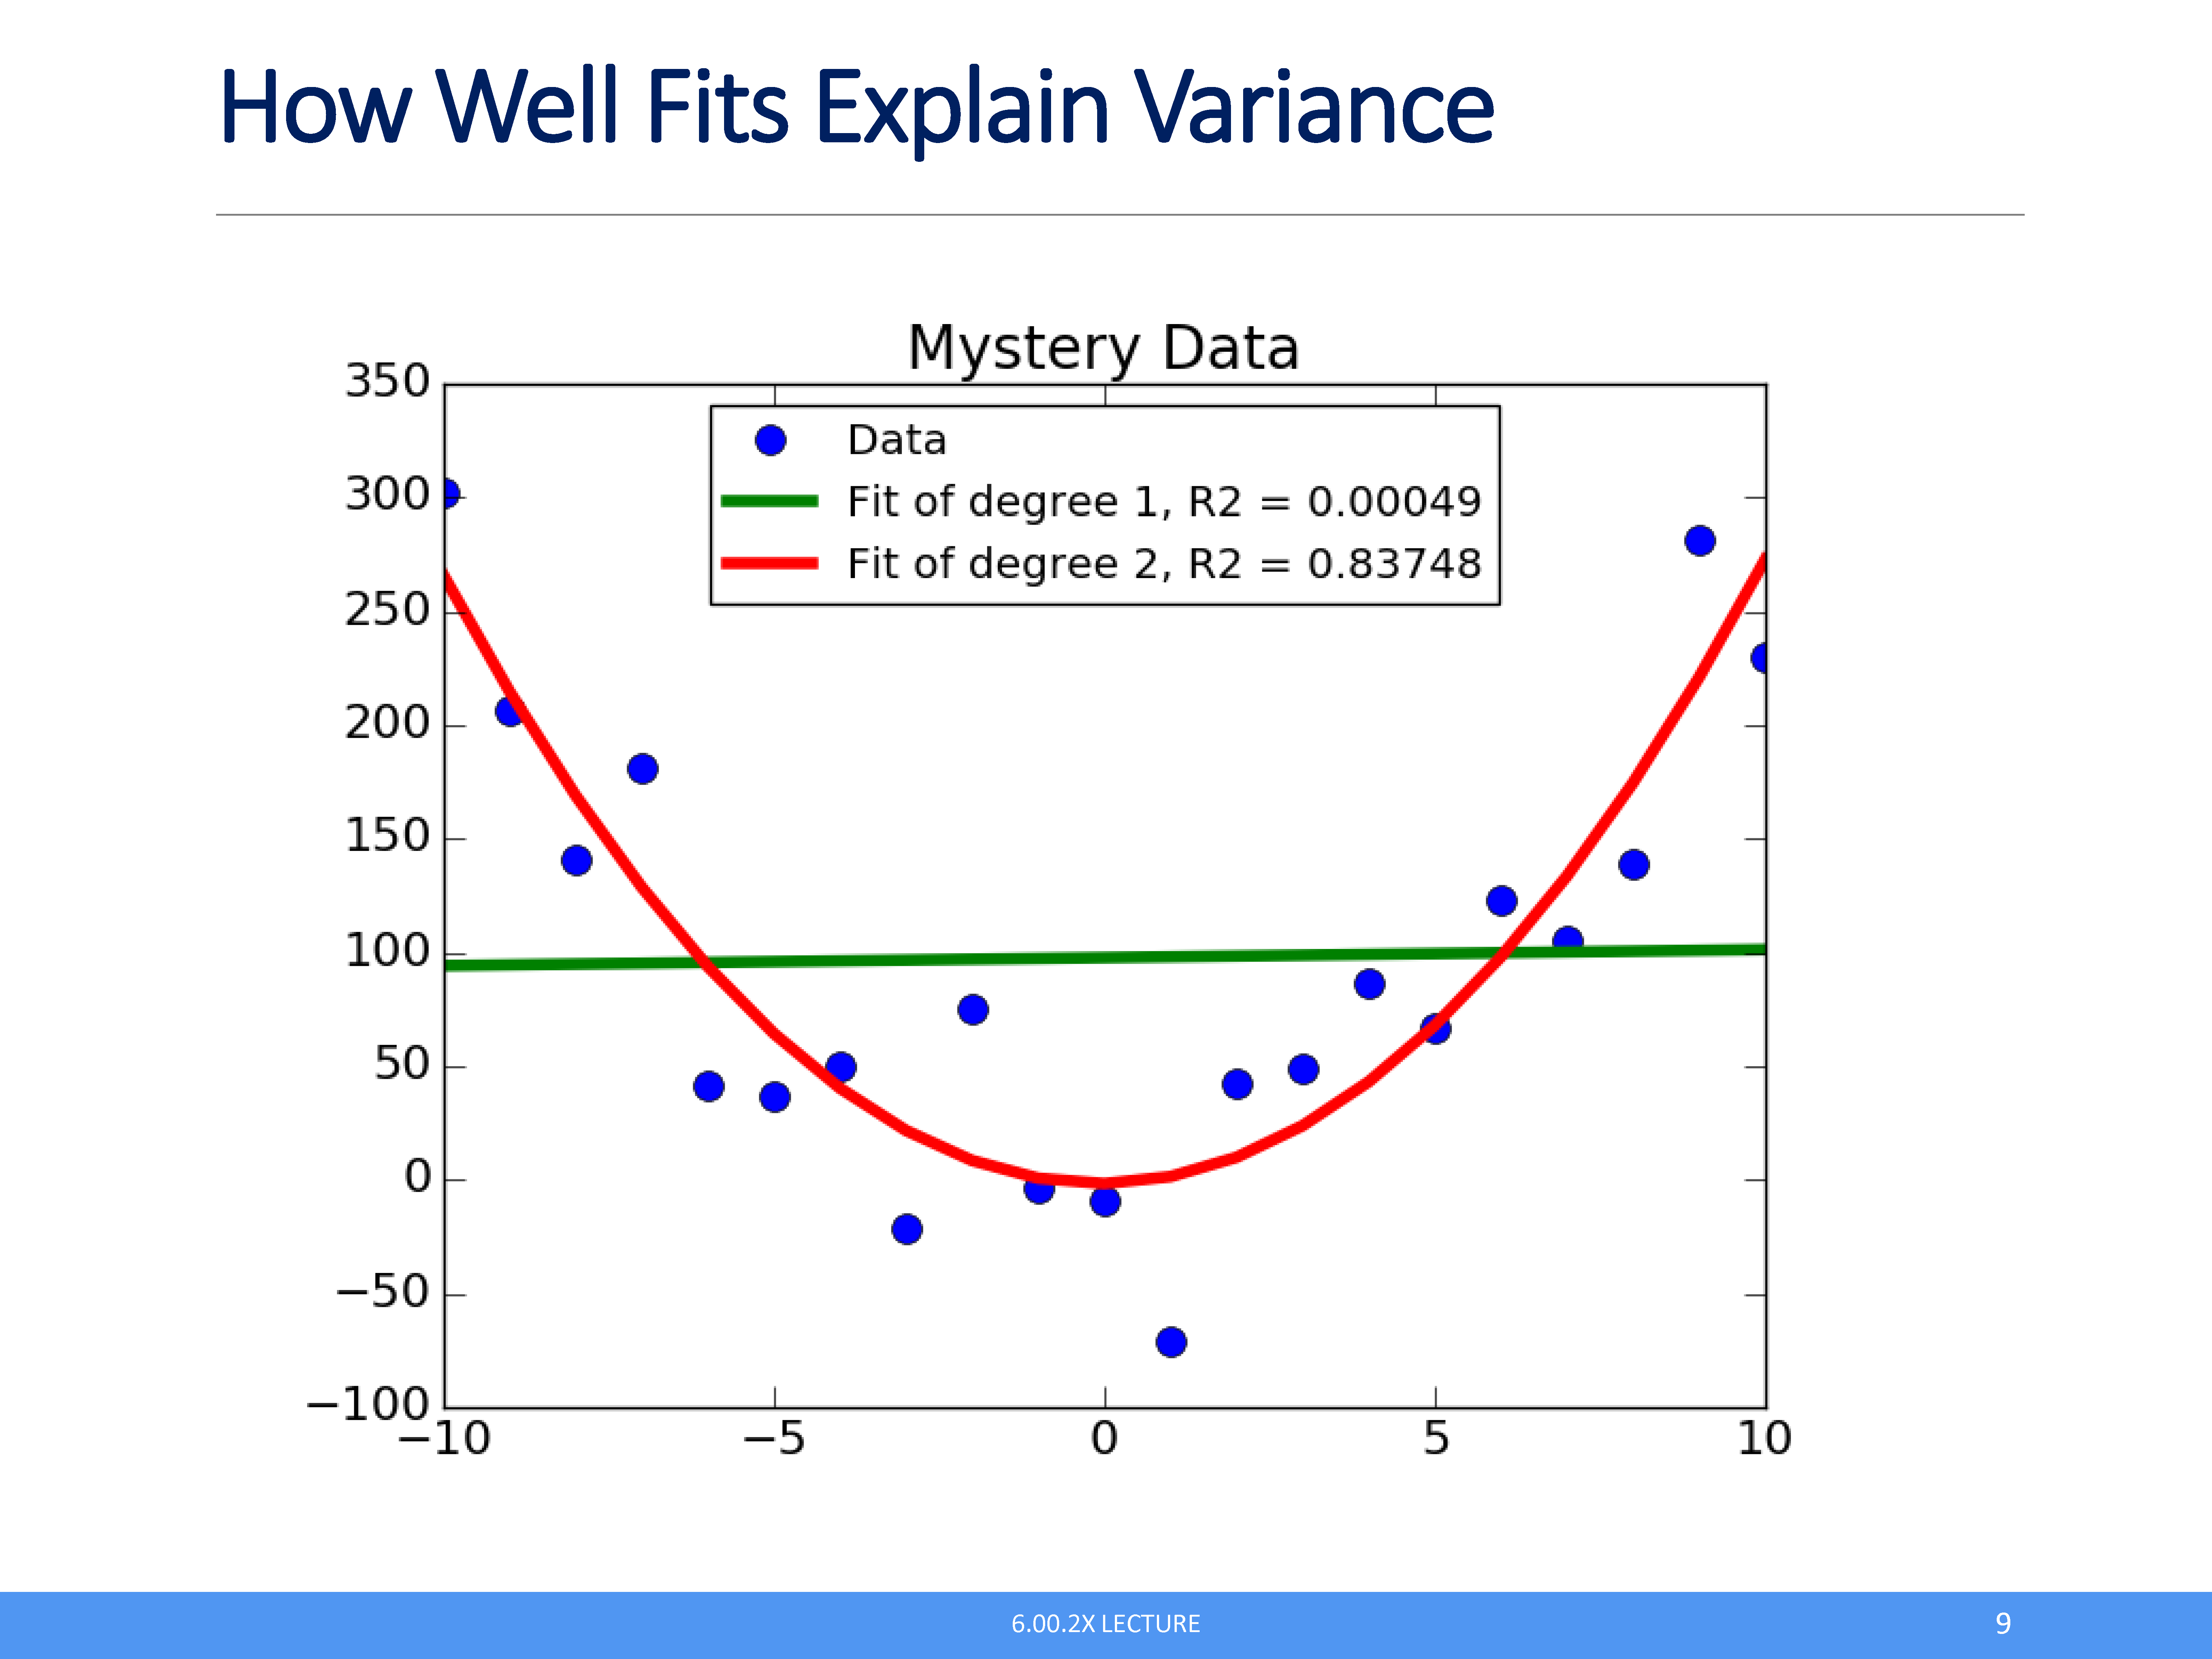 How Well Fits Explain Variance
Mystery Data
350
300
250
200
150
100
50
0
−50
−100
Data
Fit of degree 1, R2 = 0.00049
Fit of degree 2, R2 = 0.83748
−10 −5 0 5 10
6.00.2X LECTURE 9